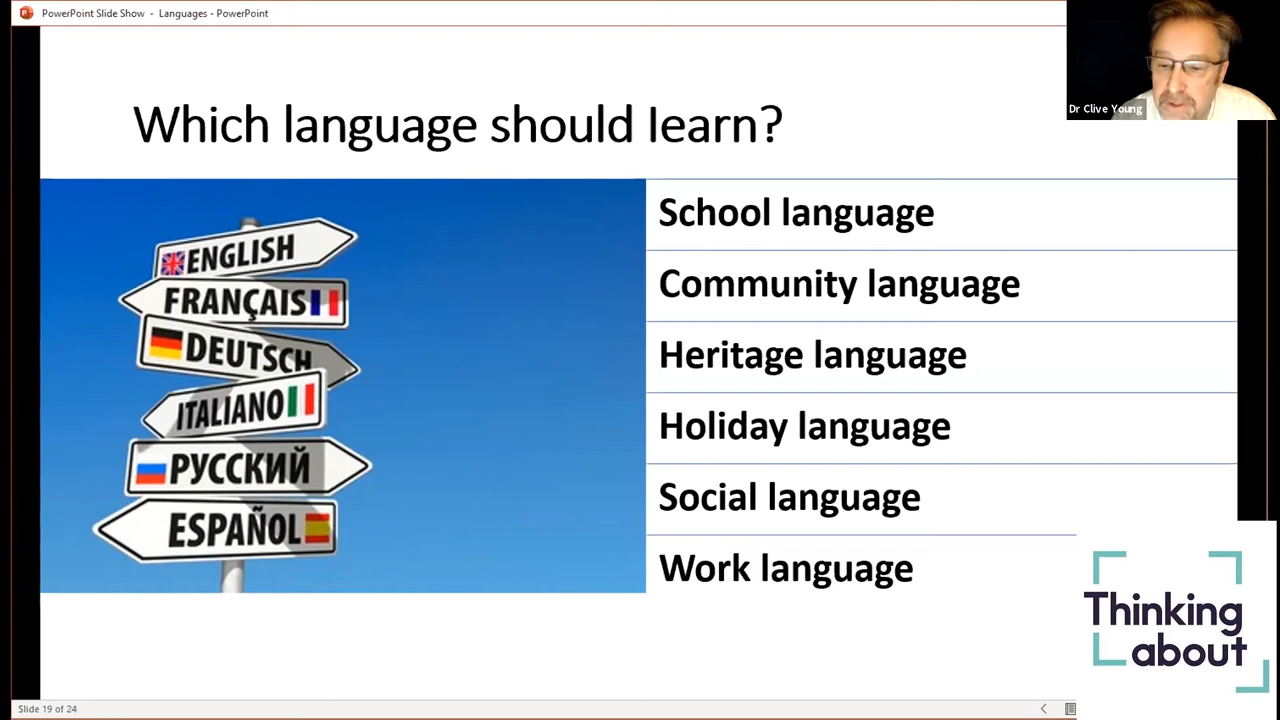 PowerPoint Slide Show - Languages - PowerPoint
Dr Clive Young
Which language should Iearn?
ENGLISH
FRANÇAIS
DEUTSCH
ITALIANO
РУССКИЙ
ESPAÑOL
School language
Community language
Heritage language
Holiday language
Social language
Work language
Thinking
about
Slide 19 of 24